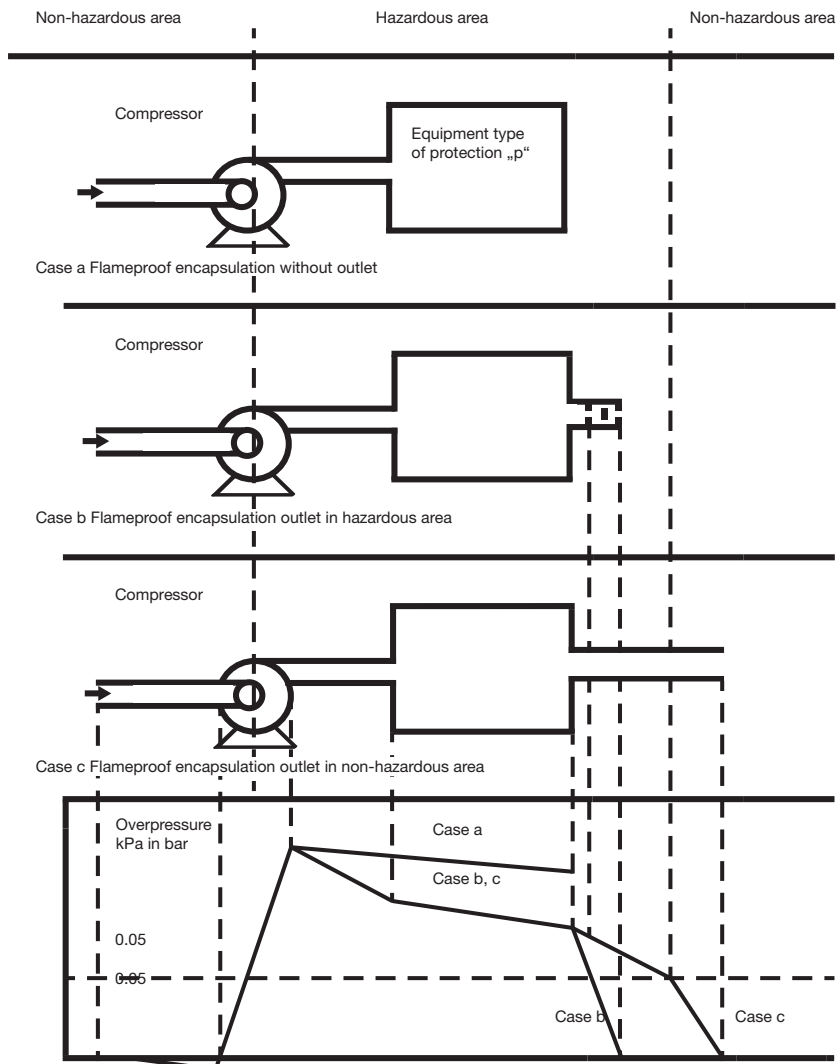 Non-hazardous area
Hazardous area
Non-hazardous area
Compressor
Equipment type
of protection „p“
Case a Flameproof encapsulation without outlet
Compressor
Case b Flameproof encapsulation outlet in hazardous area
Compressor
Case c Flameproof encapsulation outlet in non-hazardous area
Overpressure
kPa in bar
Case a
Case b, c
0.05
0.05
Case b
Case c